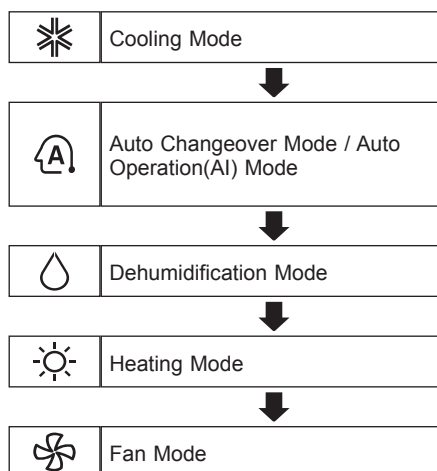 Cooling Mode
A
Auto Changeover Mode / Auto
Operation(AI) Mode
Dehumidification Mode
Heating Mode
Fan Mode